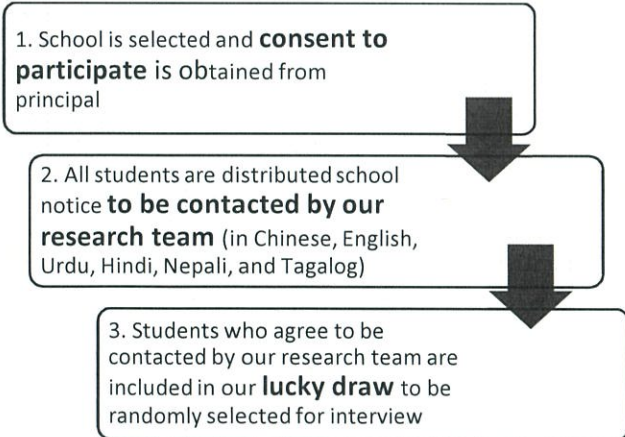 1. School is selected and consent to
participate is obtained from
principal
2. All students are distributed school
notice to be contacted by our
research team (in Chinese, English,
Urdu, Hindi, Nepali, and Tagalog)
3. Students who agree to be
contacted by our research team are
included in our lucky draw to be
randomly selected for interview